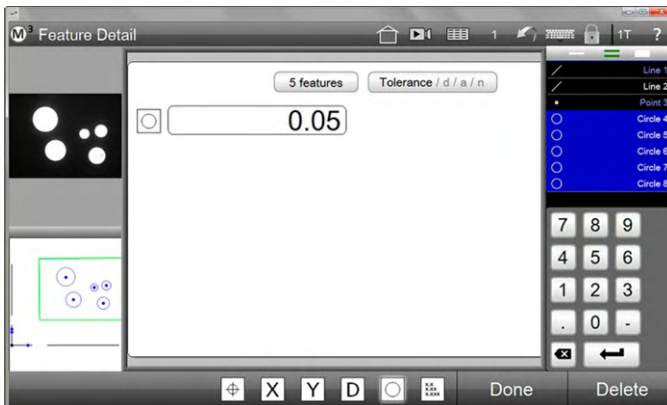 M³ Feature Detail
1
1T
?
5 features
Tolerance / d / a / n
0.05
Line 1
Line 2
Point 3
Circle 4
Circle 5
Circle 6
Circle 7
Circle 8
7 8 9
4 5 6
1 2 3
. 0 -
X Y D
X.X
X.XX
X.XXX
Done
Delete